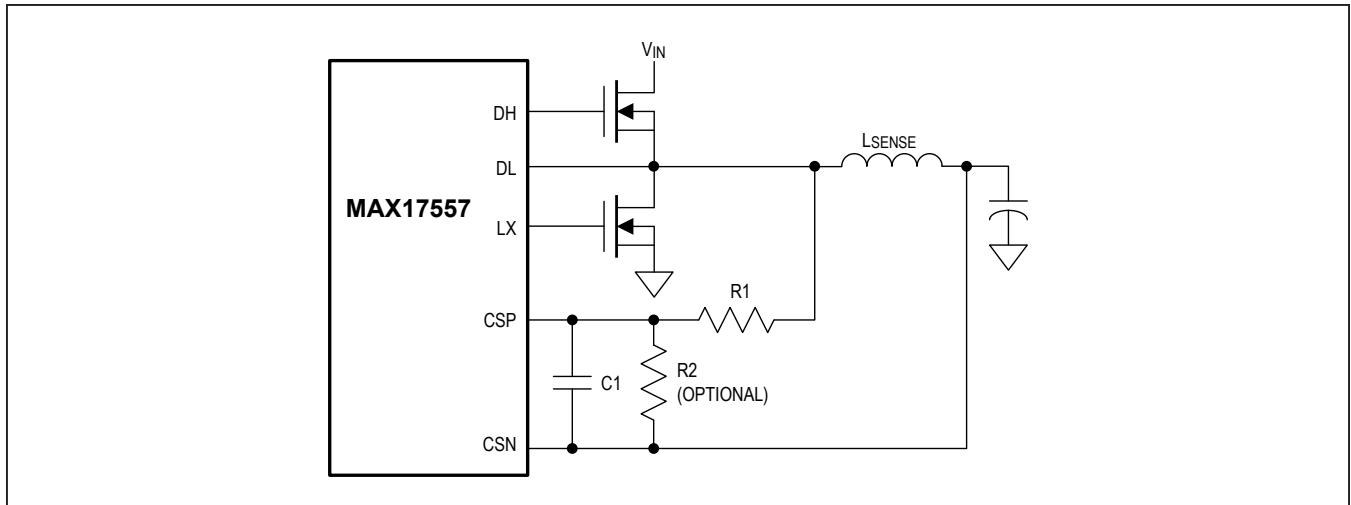 VIN
DH
LSENSE
DL
MAX17557
LX
R1
CSP
R2
(OPTIONAL)
C1
CSN